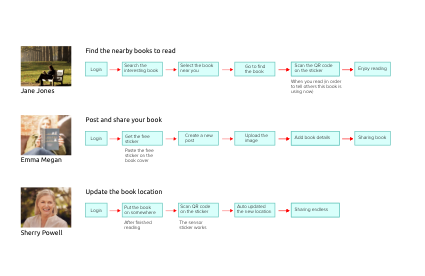 Find the nearby books to read
Login
Search the
interesting book
Select the book
near you
Go to find
the book
Scan the QR code
on the sticker
Enjoy reading
When you read (in order
to tell others this book is
using now)
Jane Jones
Post and share your book
Login
Get the free
sticker
Create a new
post
Upload the
image
Add book details
Sharing book
Paste the free
sticker on the
book cover
Emma Megan
Update the book location
Login
Put the book
on somewhere
Scan QR code
on the sticker
Auto updated
the new location
Sharing endless
After finished
reading
The sensor
sticker works
Sherry Powell